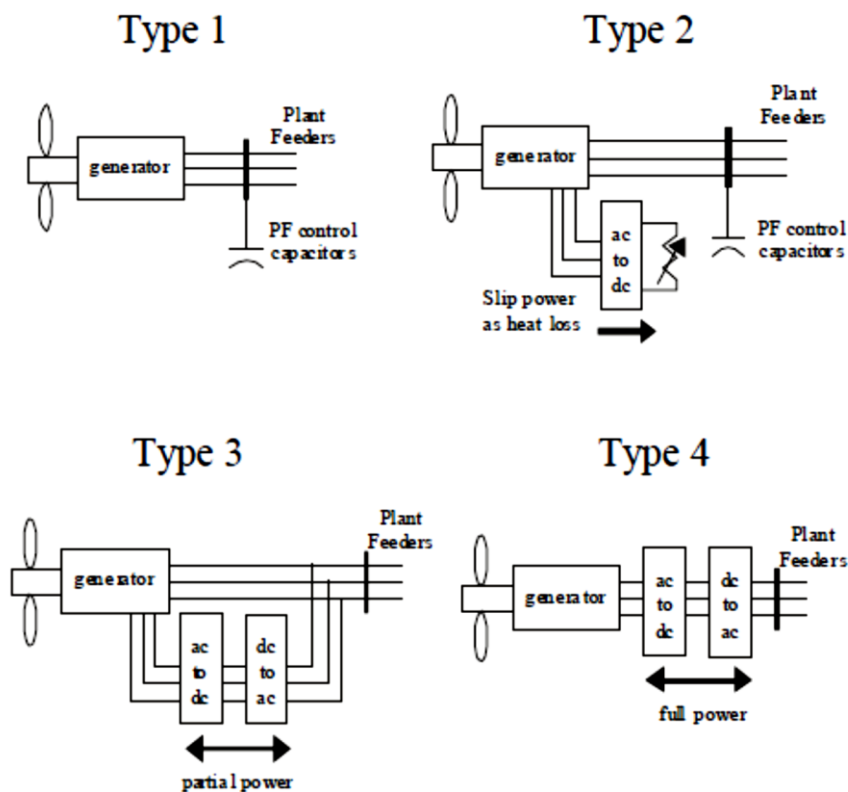 Type 1
Plant
Feeders
generator
PF control
capacitors
Type 2
Plant
Feeders
generator
ac
to
dc
PF control
capacitors
Slip power
as heat loss
Type 3
Plant
Feeders
generator
ac
to
dc
dc
to
ac
partial power
Type 4
Plant
Feeders
generator
ac
to
dc
dc
to
ac
full power